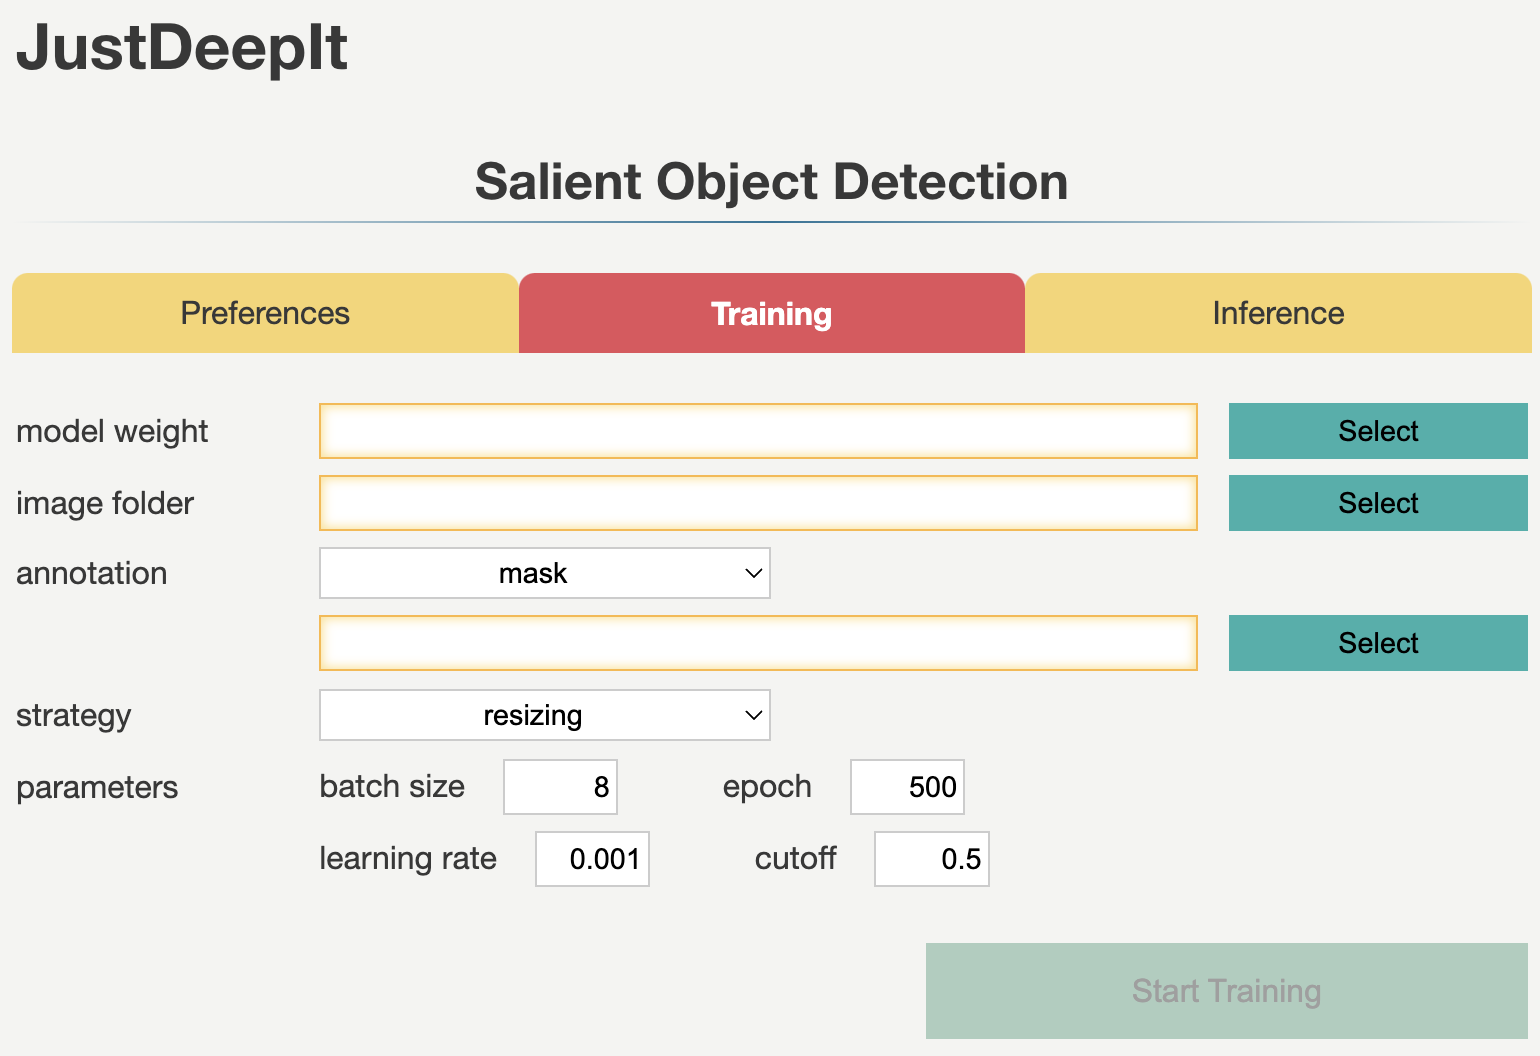 JustDeepIt
Salient Object Detection
Preferences Training Inference
model weight Select
image folder Select
annotation mask
Select
strategy resizing
parameters batch size 8 epoch 500
learning rate 0.001 cutoff 0.5
Start Training